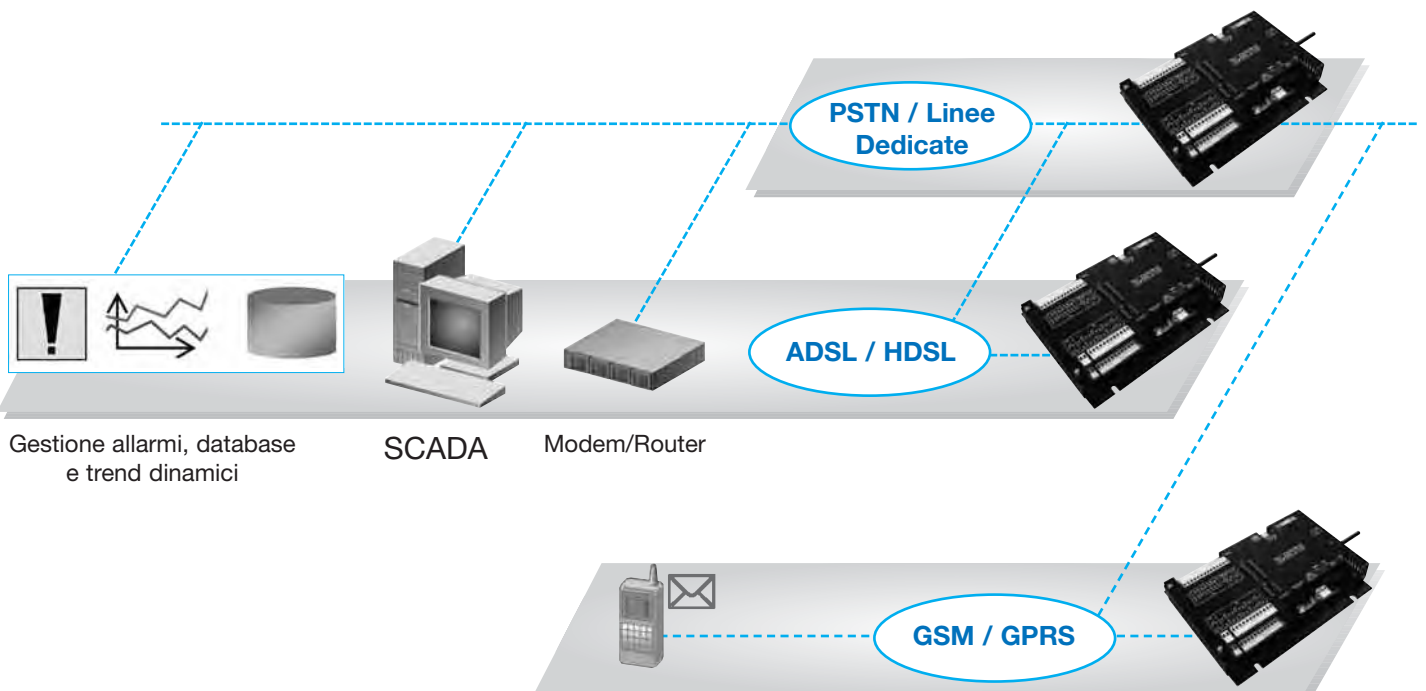 PSTN / Linee
Dedicate
ADSL / HDSL
Gestione allarmi, database
e trend dinamici
SCADA
Modem/Router
GSM / GPRS